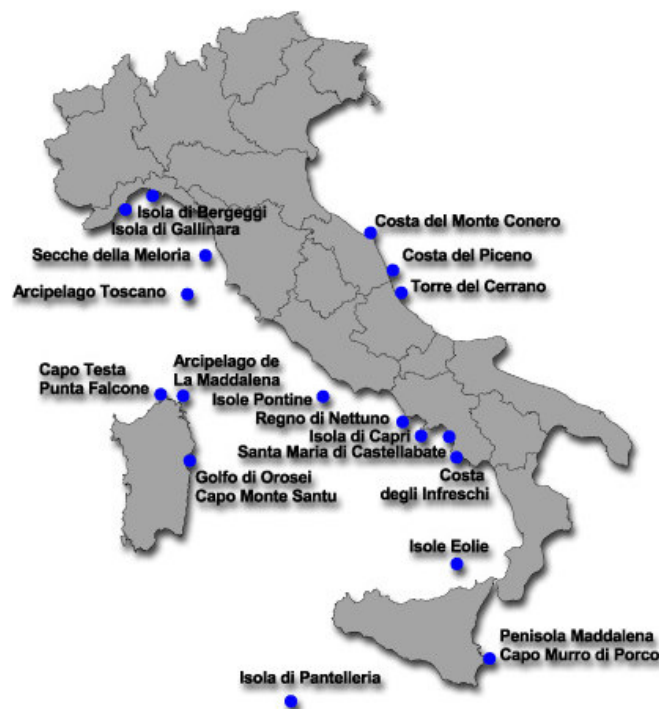 Isola di Bergeggi
Isola di Gallinara
Costa del Monte Conero
Secche della Meloria
Costa del Piceno
Arcipelago Toscano
Torre del Cerrano
Capo Testa
Punta Falcone
Arcipelago de
La Maddalena
Isole Pontine
Regno di Nettuno
Isola di Capri
Santa Maria di Castellabate
Costa
degli Infreschi
Golfo di Orosei
Capo Monte Santu
Isole Eolie
Penisola Maddalena
Capo Murro di Porco
Isola di Pantelleria